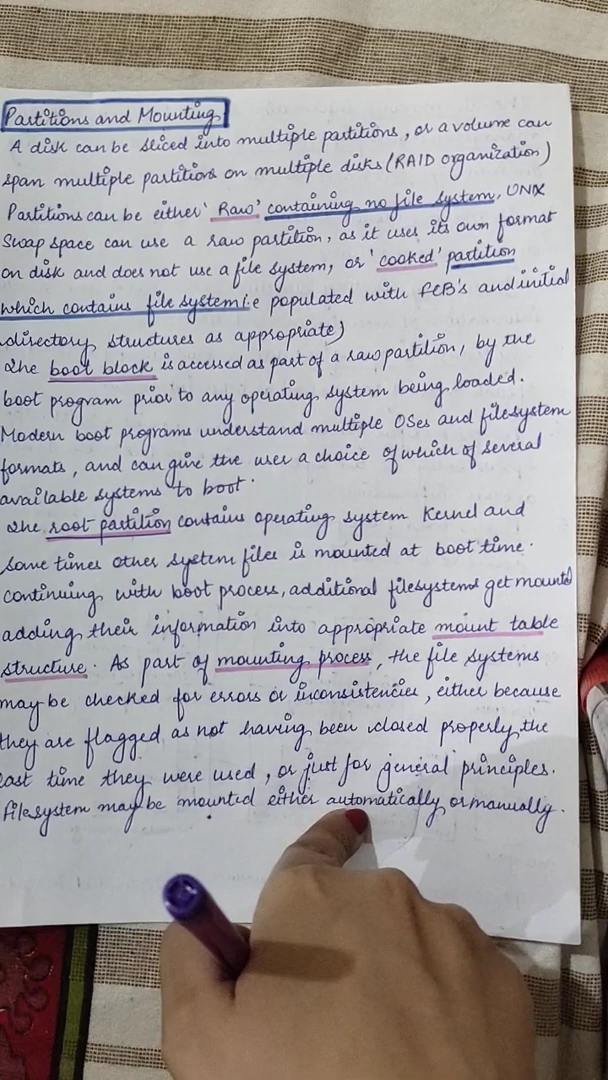 Partitions and Mounting
A disk can be sliced into multiple partitions, or a volume can
span multiple partitions on multiple disks (RAID organization)
Partitions can be either 'Raw' containing no file system, UNIX
Swap space can use a raw partition, as it uses its own format
on disk and does not use a file system, or 'cooked' partition
which contains file system i.e populated with FCB's and initial
directory structures as appropriate)
The boot block is accessed as part of a raw partition, by the
boot program prior to any operating system being loaded.
Modern boot programs understand multiple OSes and filesystem
formats, and can give the user a choice of which of several
available systems to boot.
The root partition contains operating system Kernel and
Some times other system files is mounted at boot time.
continuing with boot process, additional filesystems get mounted
adding their information into appropriate mount table
structure. As part of mounting process, the file systems
may be checked for errors or inconsistencies, either because
they are flagged as not having been closed properly the
last time they were used, or just for general principles.
Filesystem may be mounted either automatically or manually.